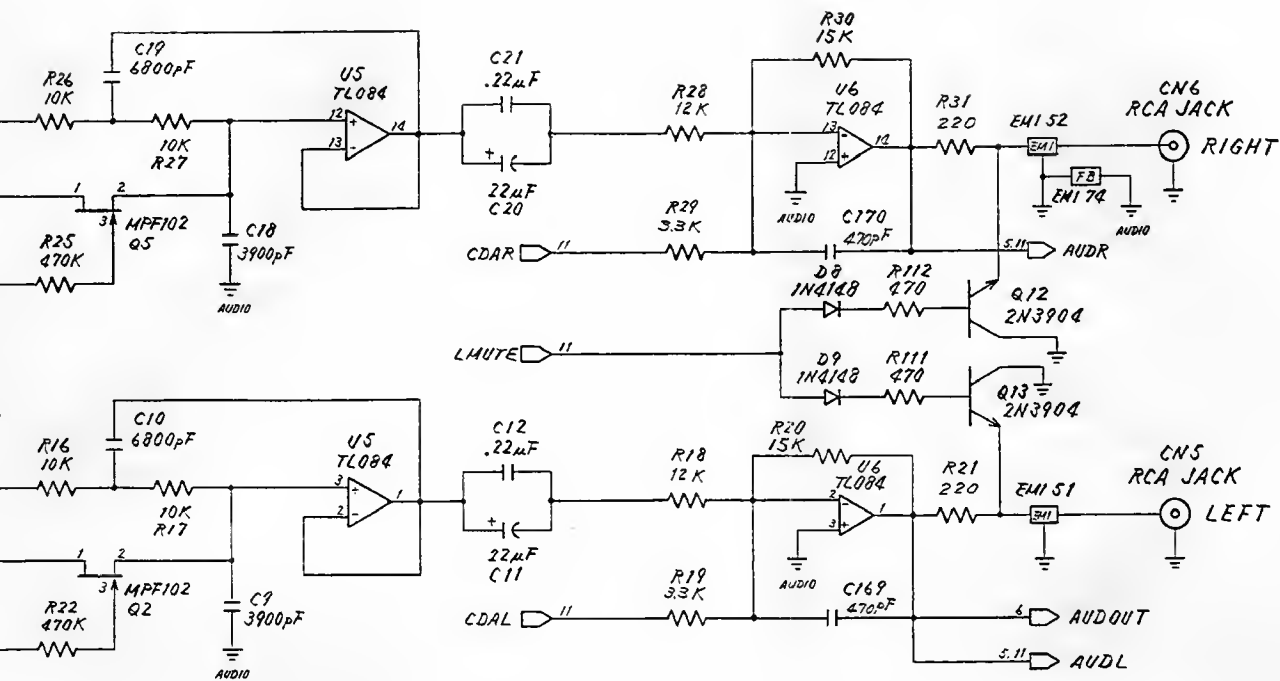 R30
15K
C19
6800pF
C21
.22µF
R26
10K
U5
TL084
R28
12K
U6
TL084
R31
220
EMI 52
CN6
RCA JACK
RIGHT
12
+
13
-
14
13
-
12
+
14
EMI
10K
R27
+
FB
EMI 74
1
2
3
MPF102
Q5
22µF
C20
AUDIO
AUDIO
R29
3.3K
C170
470pF
R25
470K
C18
3900pF
CDAR
11
5,11
AUDR
AUDIO
D8
1N4148
R112
470
Q12
2N3904
LMUTE
11
D9
1N4148
R111
470
Q13
2N3904
C10
6800pF
C12
.22µF
R20
15K
R16
10K
U5
TL084
R18
12K
U6
TL084
R21
220
EMI 51
CN5
RCA JACK
LEFT
3
+
2
-
1
2
-
3
+
1
EMI
10K
R17
+
1
2
3
MPF102
Q2
22µF
C11
AUDIO
R19
3.3K
C169
470pF
R22
470K
C9
3900pF
CDAL
11
6
AUDOUT
5,11
AUDL
AUDIO